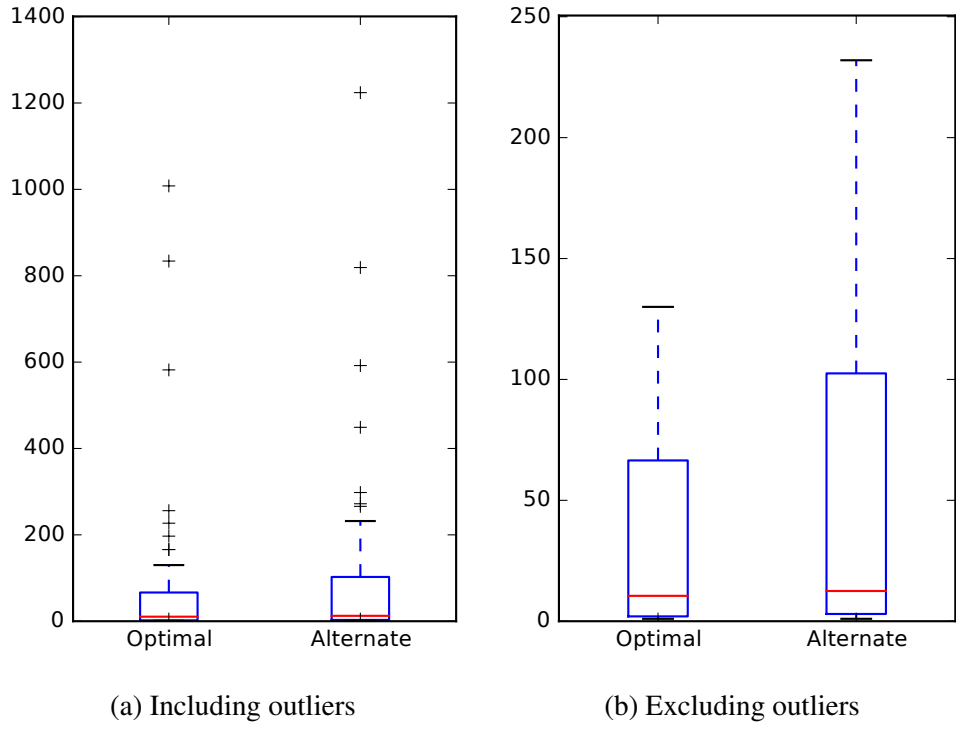 1400
1200
1000
800
600
400
200
0
Optimal
Alternate
(a) Including outliers
250
200
150
100
50
0
Optimal
Alternate
(b) Excluding outliers